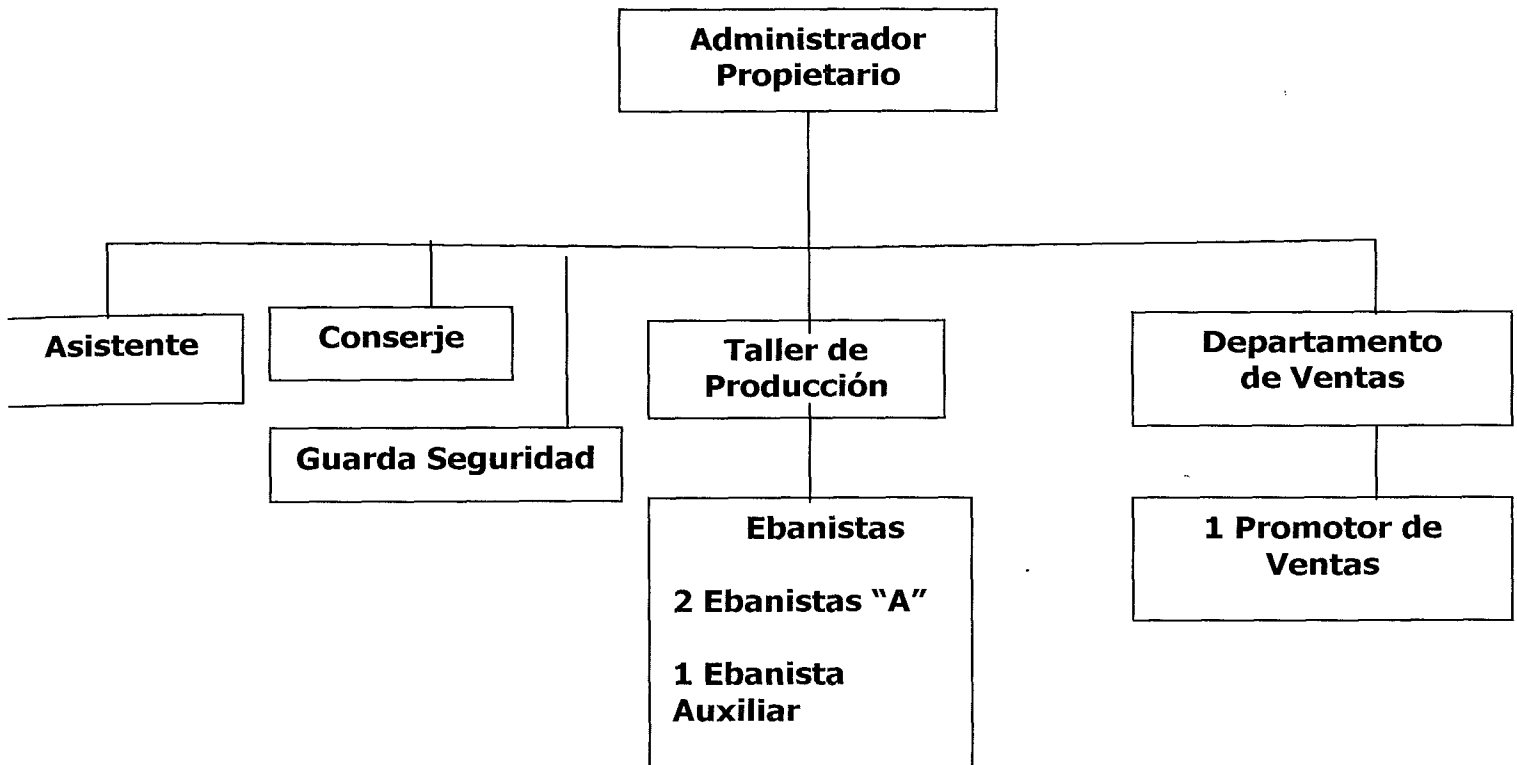 Administrador
Propietario
Asistente
Conserje
Guarda Seguridad
Taller de
Producción
Departamento
de Ventas
Ebanistas
2 Ebanistas “A”
1 Ebanista
Auxiliar
1 Promotor de
Ventas